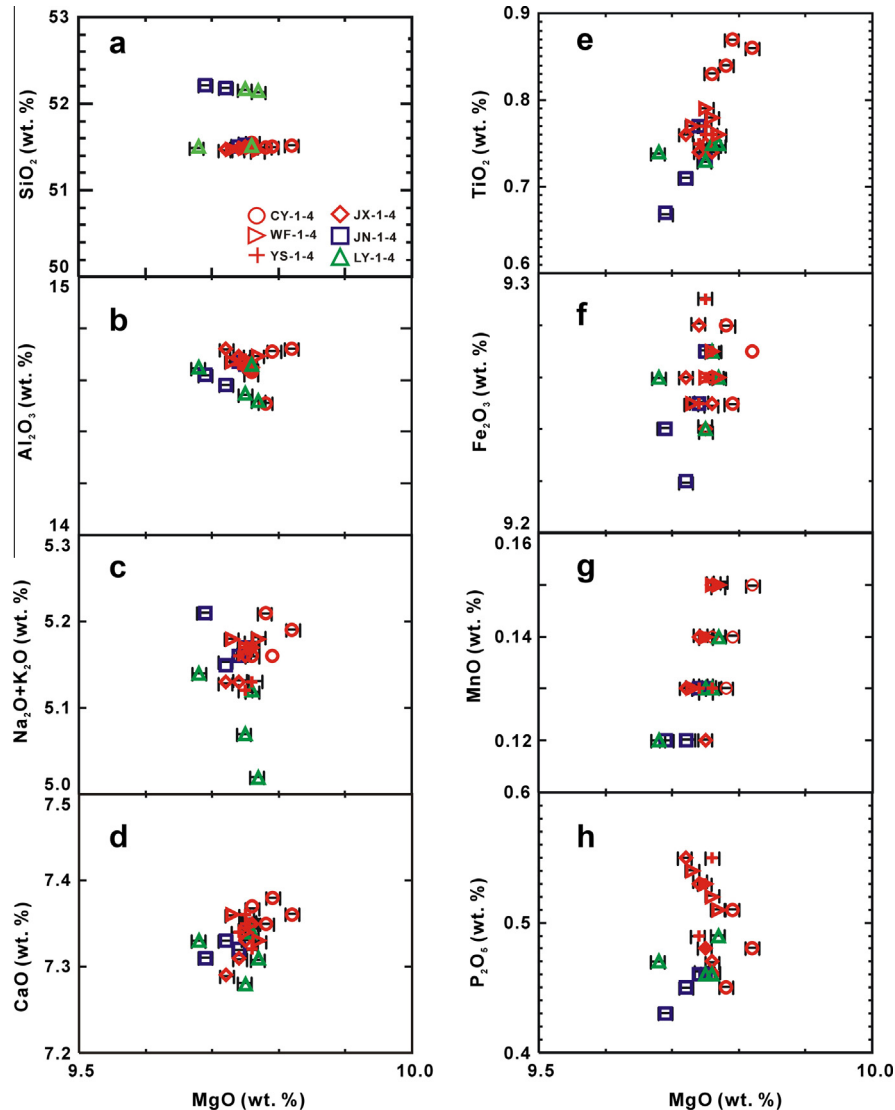 a
SiO₂ (wt. %)
53
52
51
50
CY-1-4
JX-1-4
WF-1-4
JN-1-4
YS-1-4
LY-1-4
b
Al₂O₃ (wt. %)
15
14
c
Na₂O+K₂O (wt. %)
5.3
5.2
5.1
5.0
d
CaO (wt. %)
7.5
7.4
7.3
7.2
9.5
10.0
MgO (wt. %)
e
TiO₂ (wt. %)
0.9
0.8
0.7
0.6
f
Fe₂O₃ (wt. %)
9.3
9.2
g
MnO (wt. %)
0.16
0.14
0.12
h
P₂O₅ (wt. %)
0.6
0.5
0.4
9.5
10.0
MgO (wt. %)